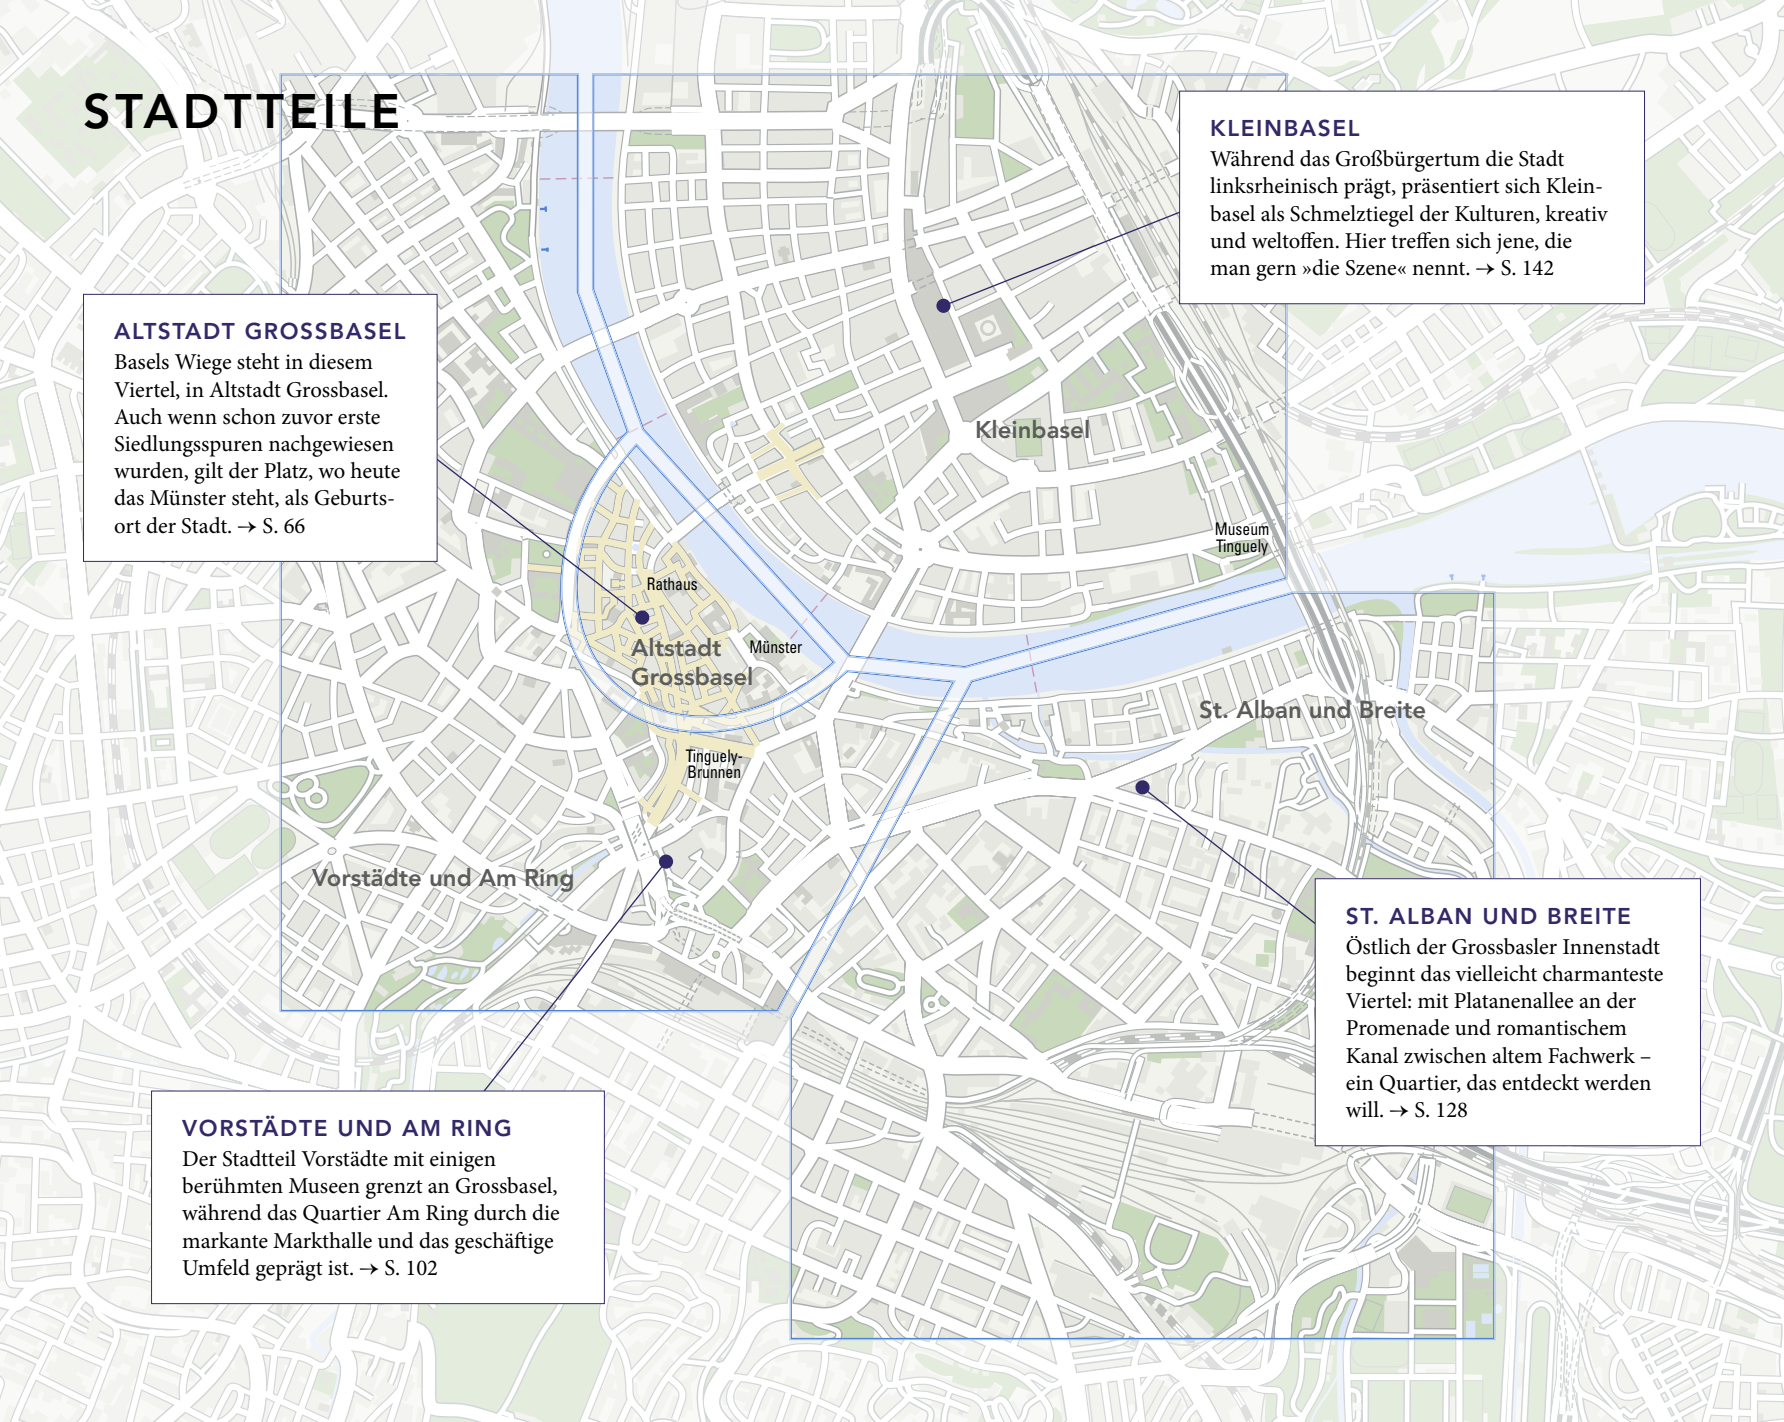 STADTTEILE
KLEINBASEL
Während das Großbürgertum die Stadt
linksrheinisch prägt, präsentiert sich Klein-
basel als Schmelztiegel der Kulturen, kreativ
und weltoffen. Hier treffen sich jene, die
man gern »die Szene« nennt. → S. 142
ALTSTADT GROSSBASEL
Basels Wiege steht in diesem
Viertel, in Altstadt Grossbasel.
Auch wenn schon zuvor erste
Siedlungsspuren nachgewiesen
wurden, gilt der Platz, wo heute
das Münster steht, als Geburts-
ort der Stadt. → S. 66
Kleinbasel
Museum
Tinguely
Rathaus
Altstadt
Grossbasel
Münster
St. Alban und Breite
Tinguely-
Brunnen
Vorstädte und Am Ring
ST. ALBAN UND BREITE
Östlich der Grossbasler Innenstadt
beginnt das vielleicht charmanteste
Viertel: mit Platanenallee an der
Promenade und romantischem
Kanal zwischen altem Fachwerk –
ein Quartier, das entdeckt werden
will. → S. 128
VORSTÄDTE UND AM RING
Der Stadtteil Vorstädte mit einigen
berühmten Museen grenzt an Grossbasel,
während das Quartier Am Ring durch die
markante Markthalle und das geschäftige
Umfeld geprägt ist. → S. 102